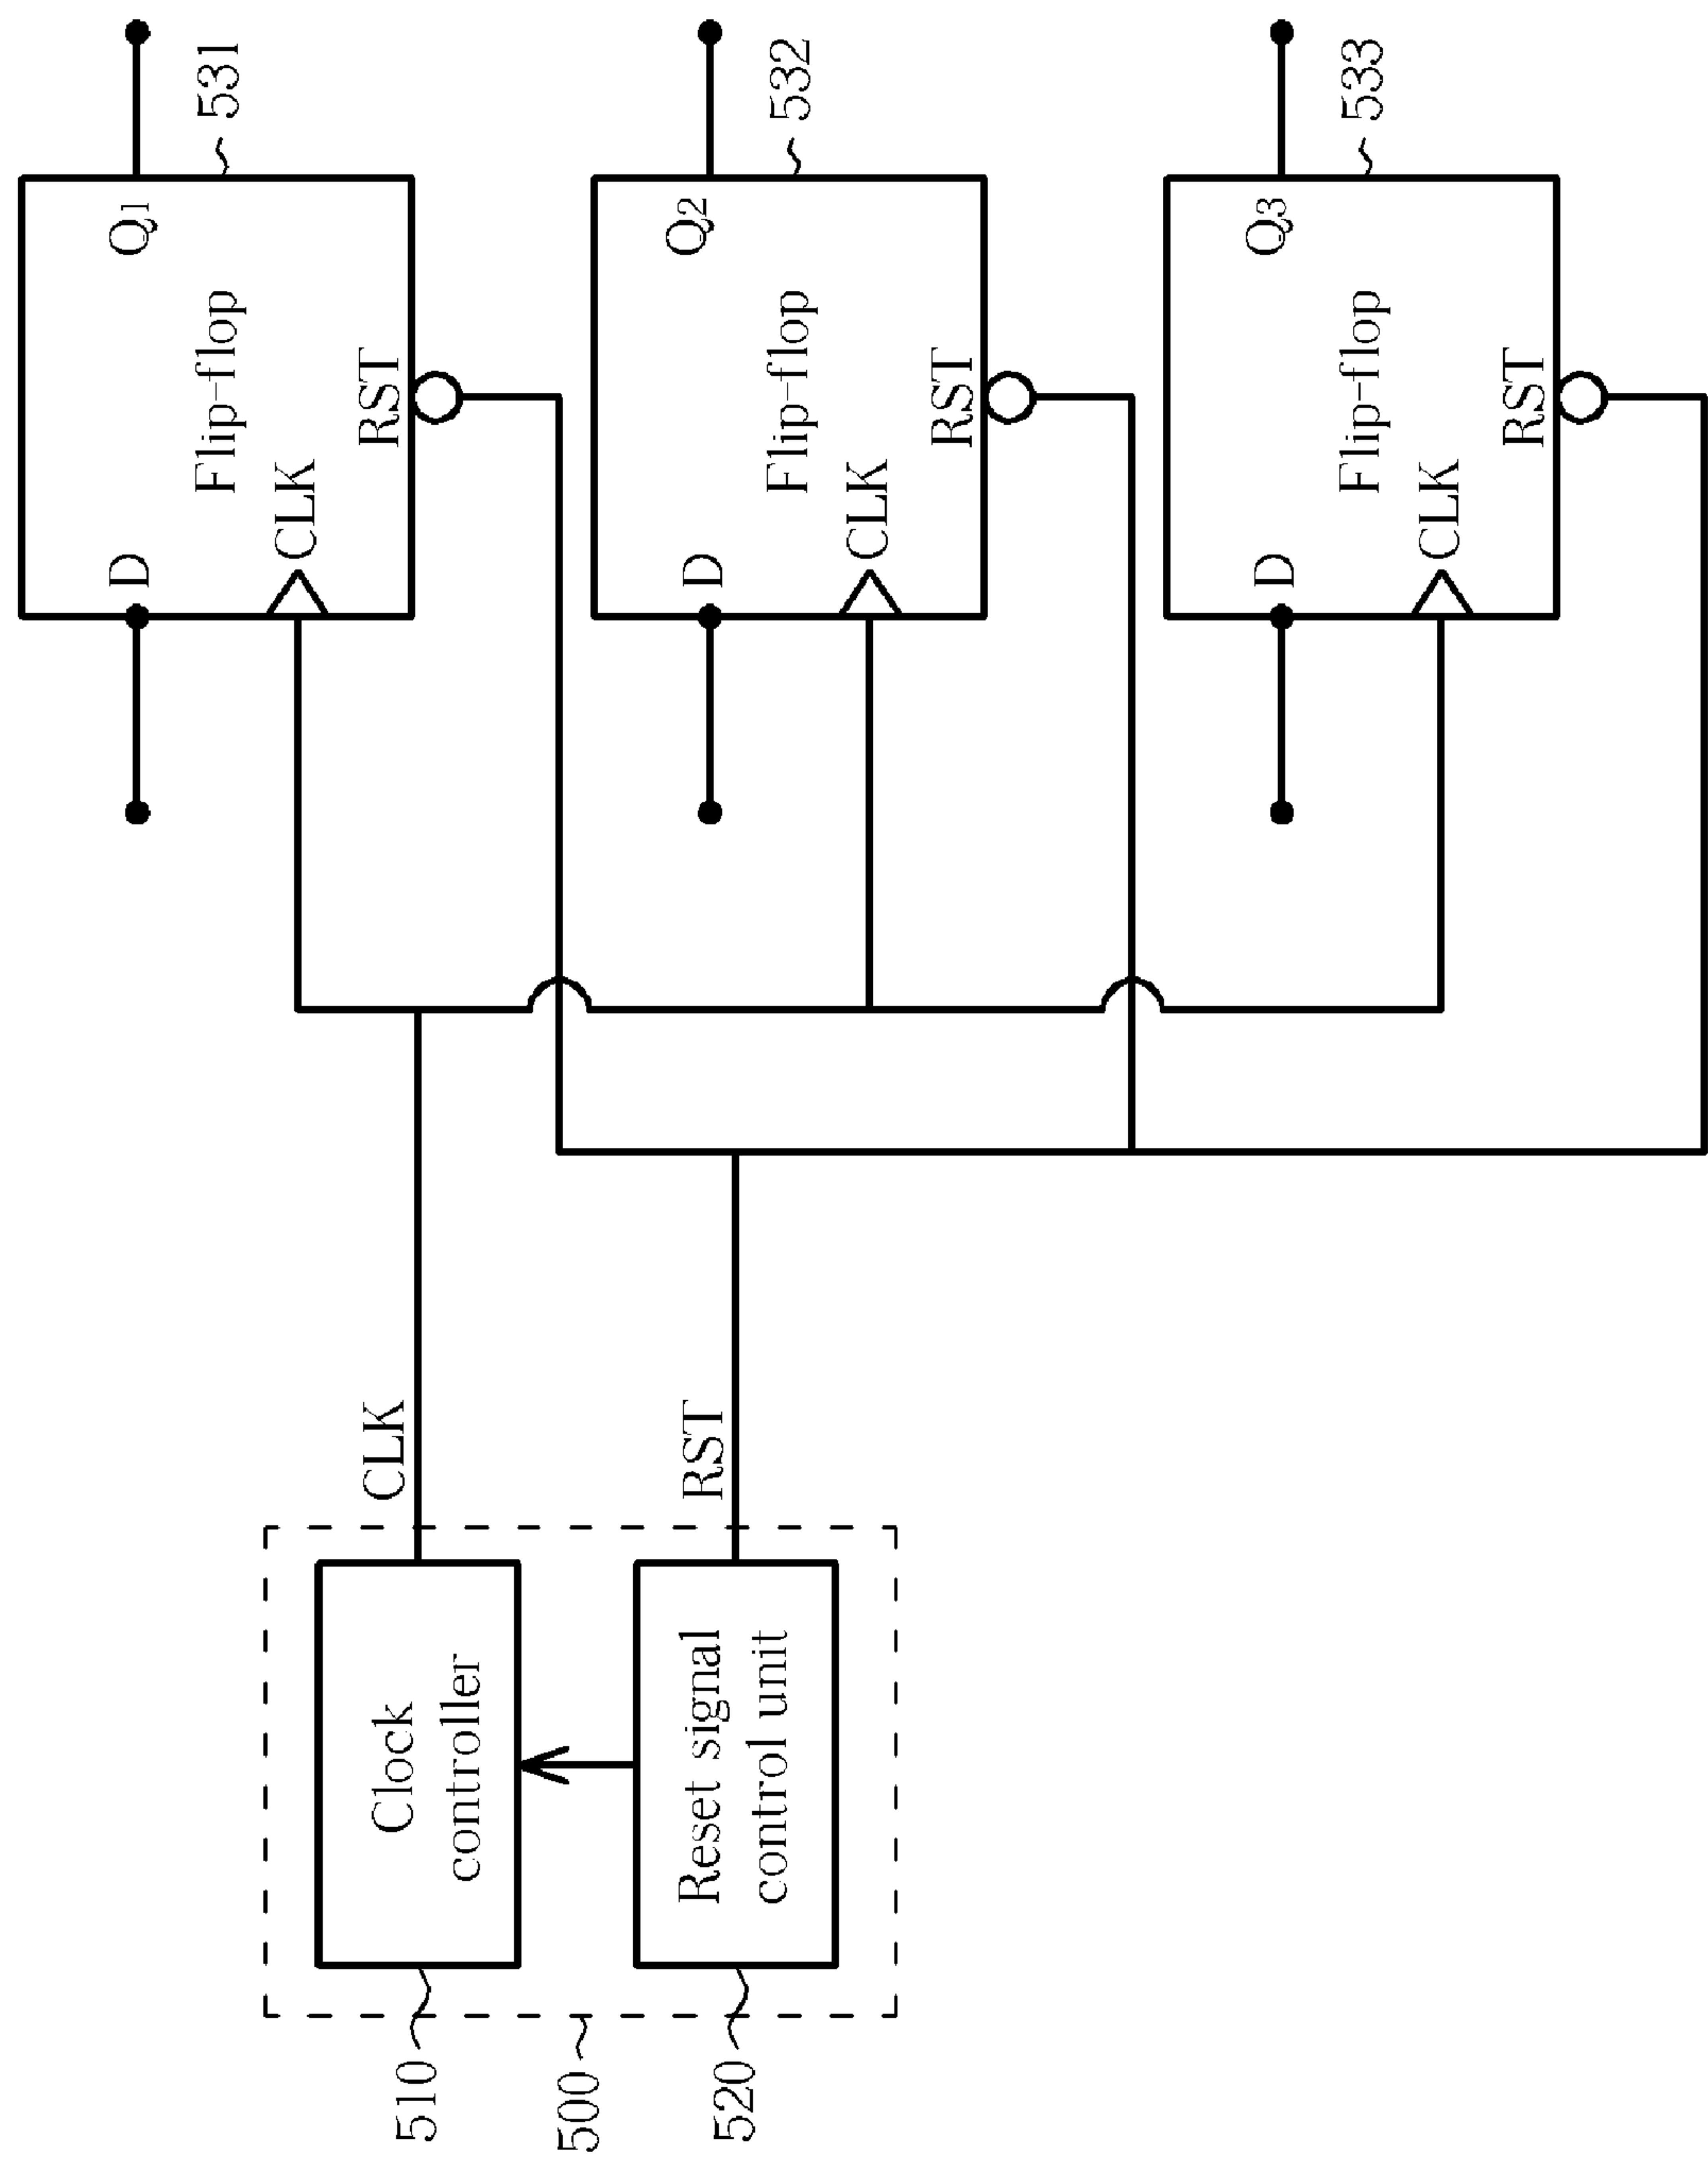 510
500
520
Clock
controller
Reset signal
control unit
CLK
RST
D
Q1
Flip-flop
CLK
RST
531
D
Q2
Flip-flop
CLK
RST
532
D
Q3
Flip-flop
CLK
RST
533